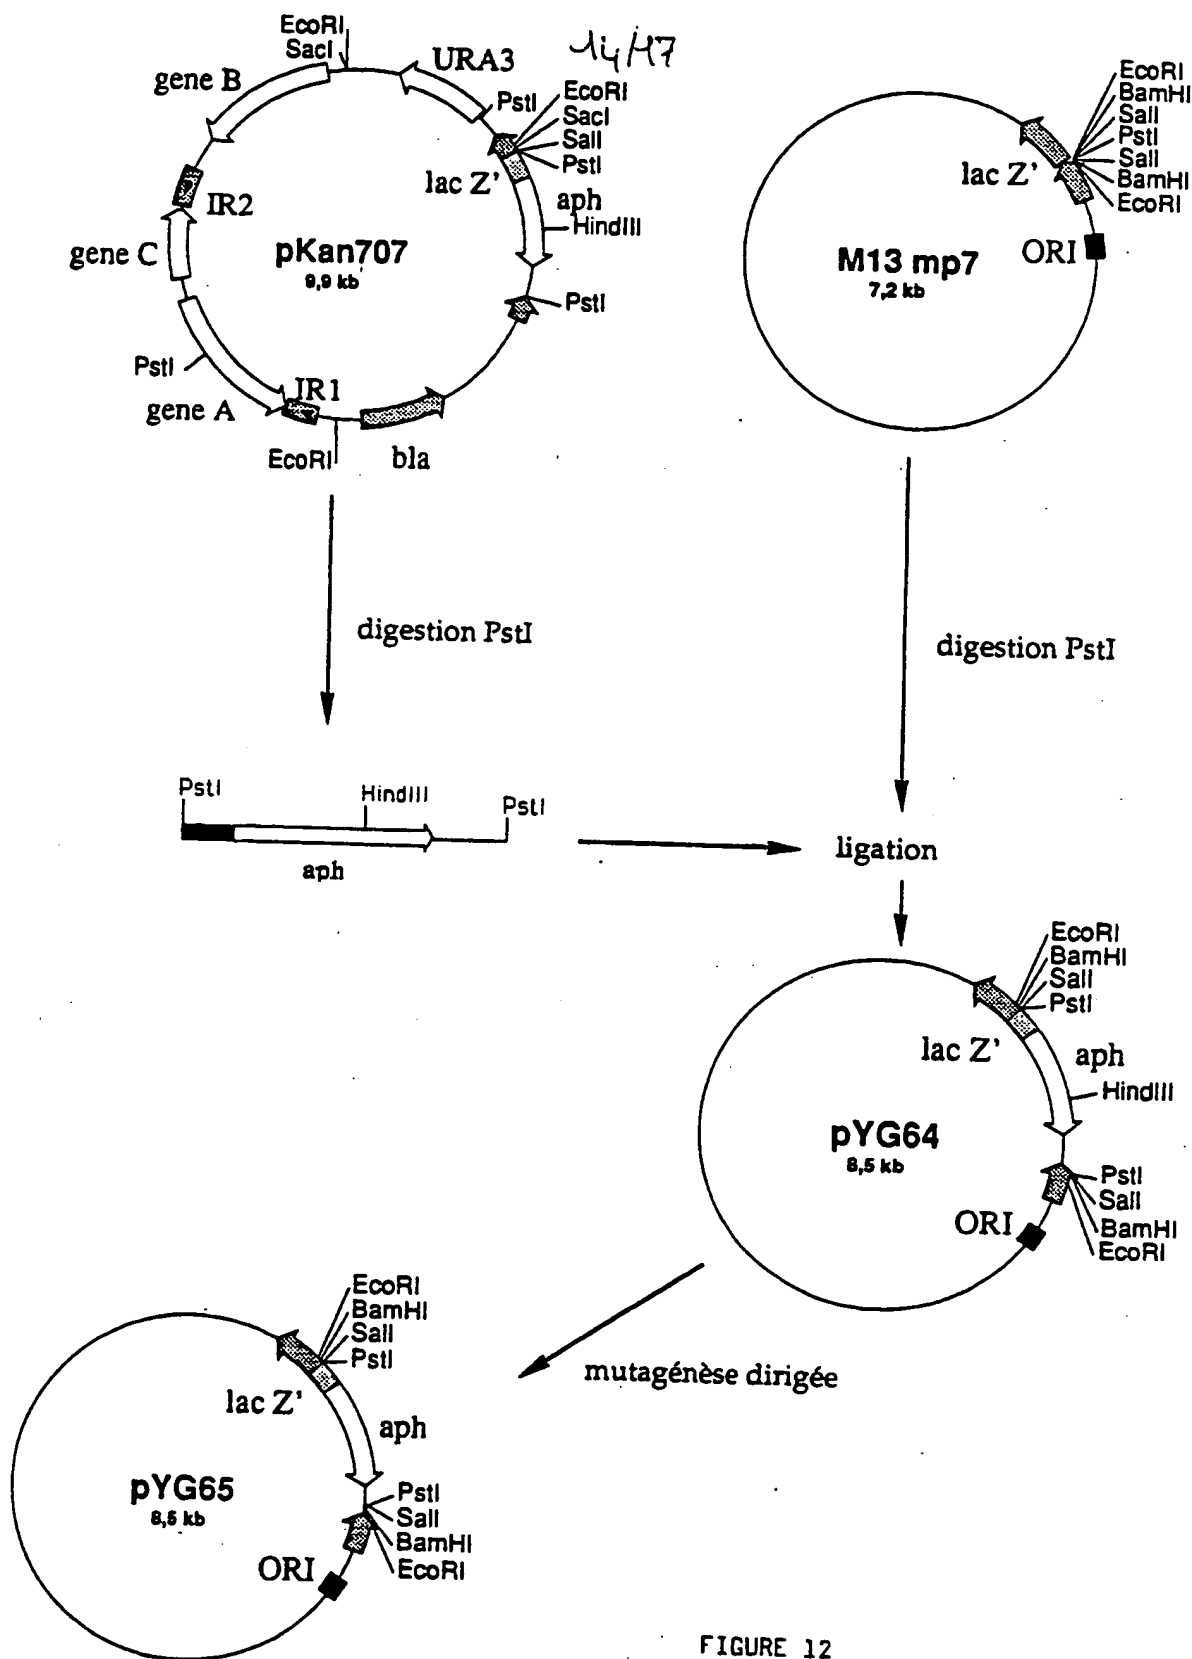 14/17
EcoRI
SacI
URA3
gene B
PstI
EcoRI
SacI
SalI
PstI
lac Z'
aph
HindIII
IR2
gene C
pKan707
9,9 kb
PstI
PstI
IR1
gene A
EcoRI
bla
EcoRI
BamHI
SalI
PstI
SalI
BamHI
EcoRI
lac Z'
ORI
M13 mp7
7,2 kb
digestion PstI
digestion PstI
PstI
HindIII
PstI
aph
ligation
EcoRI
BamHI
SalI
PstI
lac Z'
aph
HindIII
pYG64
8,5 kb
PstI
SalI
BamHI
EcoRI
ORI
mutagénèse dirigée
EcoRI
BamHI
SalI
PstI
lac Z'
aph
pYG65
8,5 kb
PstI
SalI
BamHI
EcoRI
ORI
FIGURE 12